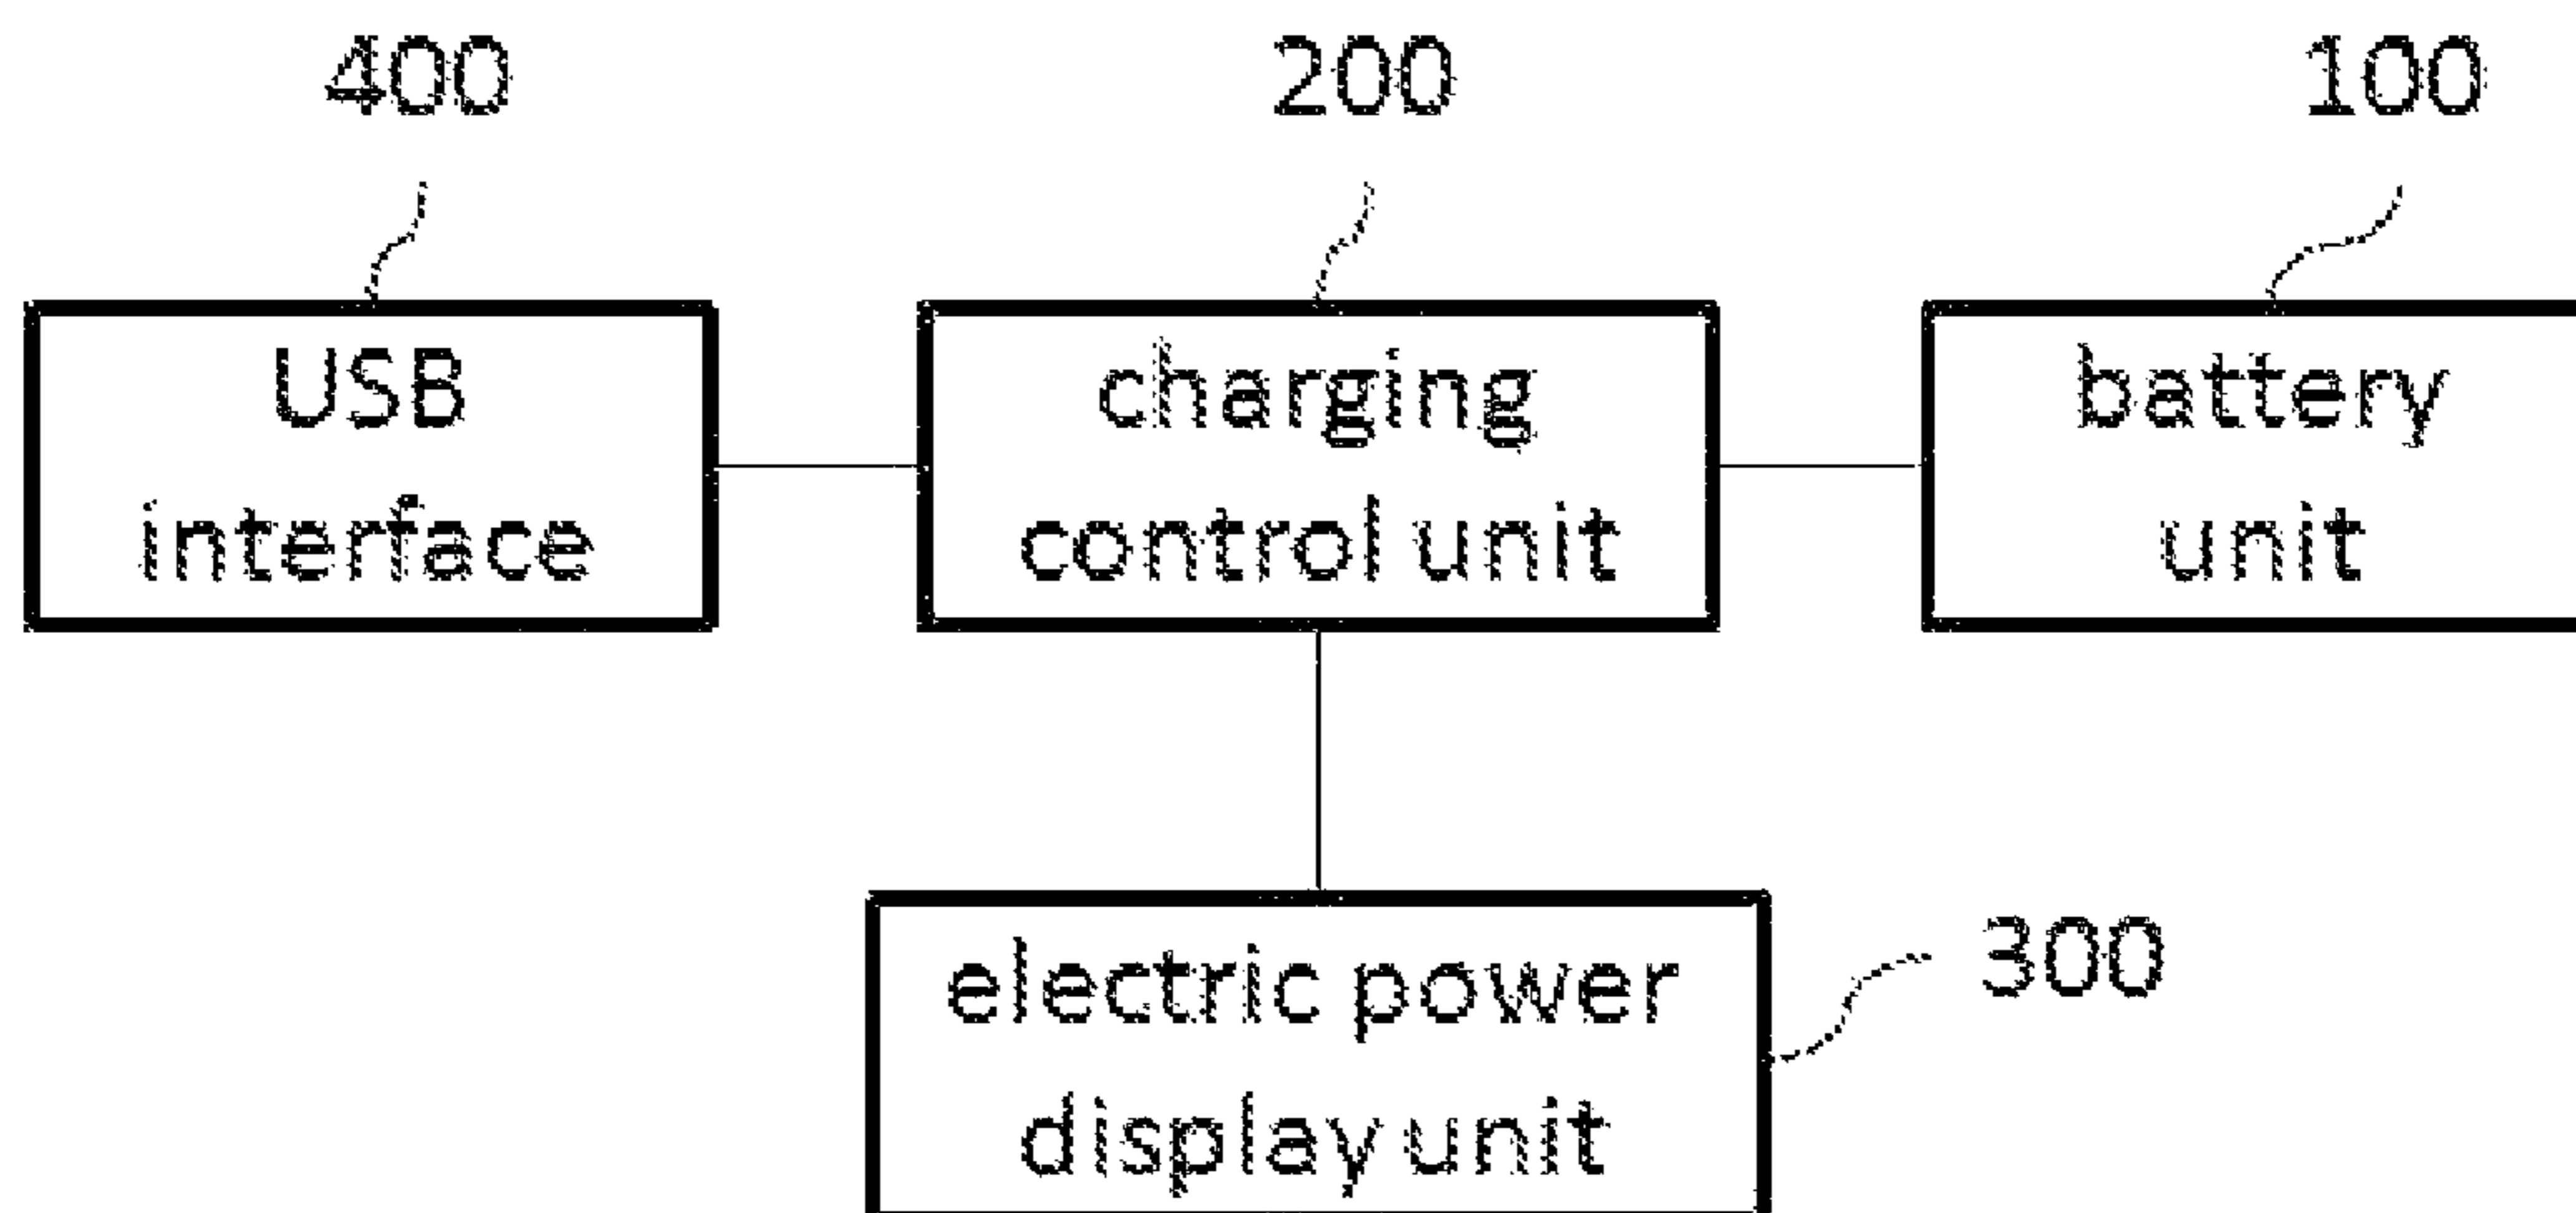 400
200
100
USB
interface
charging
control unit
battery
unit
electric power
display unit
300